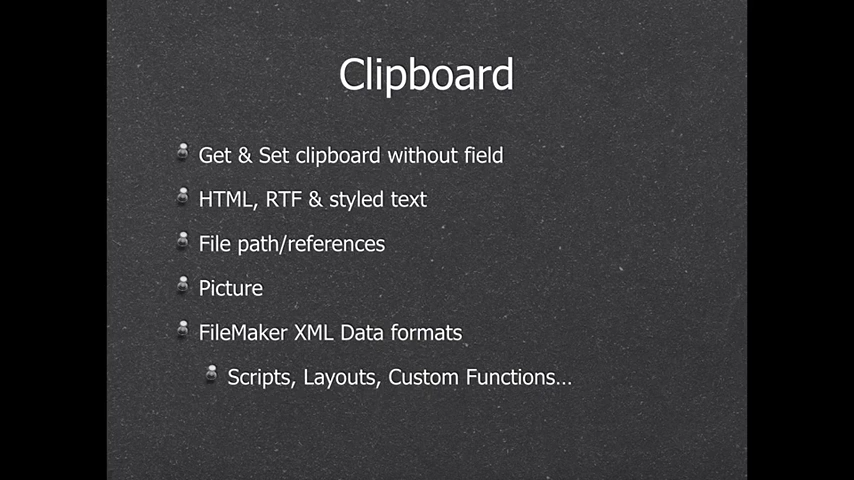 Clipboard
Get & Set clipboard without field
HTML, RTF & styled text
File path/references
Picture
FileMaker XML Data formats
Scripts, Layouts, Custom Functions...